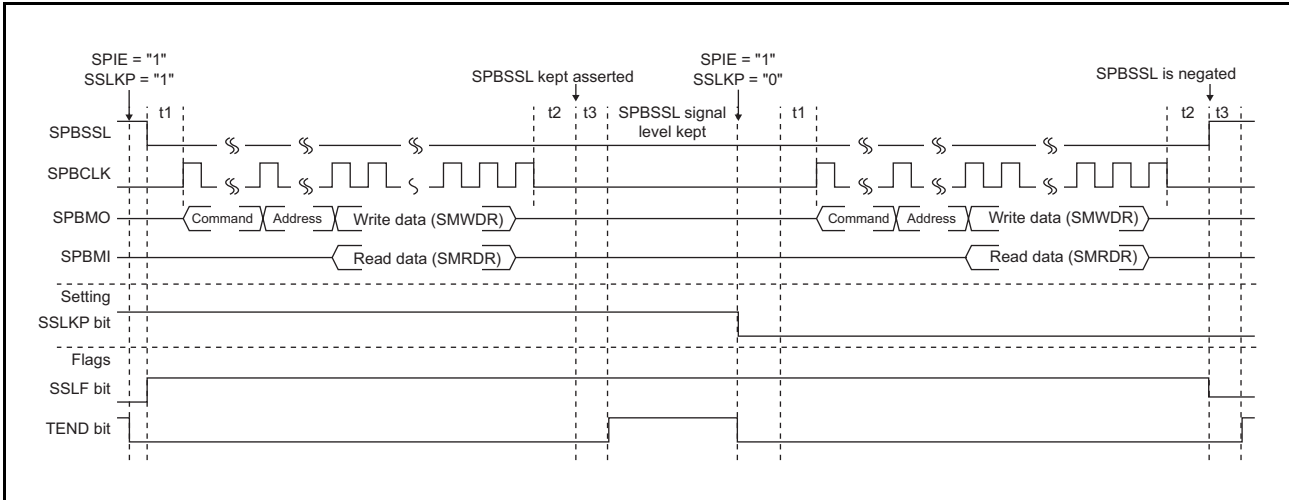 SPIE = "1"
SSLKP = "1"
SPBSSL kept asserted
SPIE = "1"
SSLKP = "0"
SPBSSL is negated
t1
t2
t3
SPBSSL signal
level kept
t1
t2
t3
SPBSSL
SPBCLK
SPBMO
Command
Address
Write data (SMWDR)
Command
Address
Write data (SMWDR)
SPBMI
Read data (SMRDR)
Read data (SMRDR)
Setting
SSLKP bit
Flags
SSLF bit
TEND bit